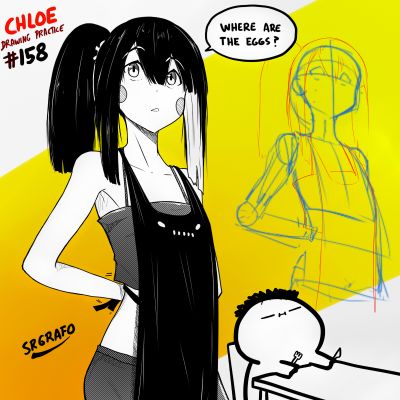 CHLOE
DRAWING PRACTICE
#158
WHERE ARE
THE EGGS?
SRGRAFO